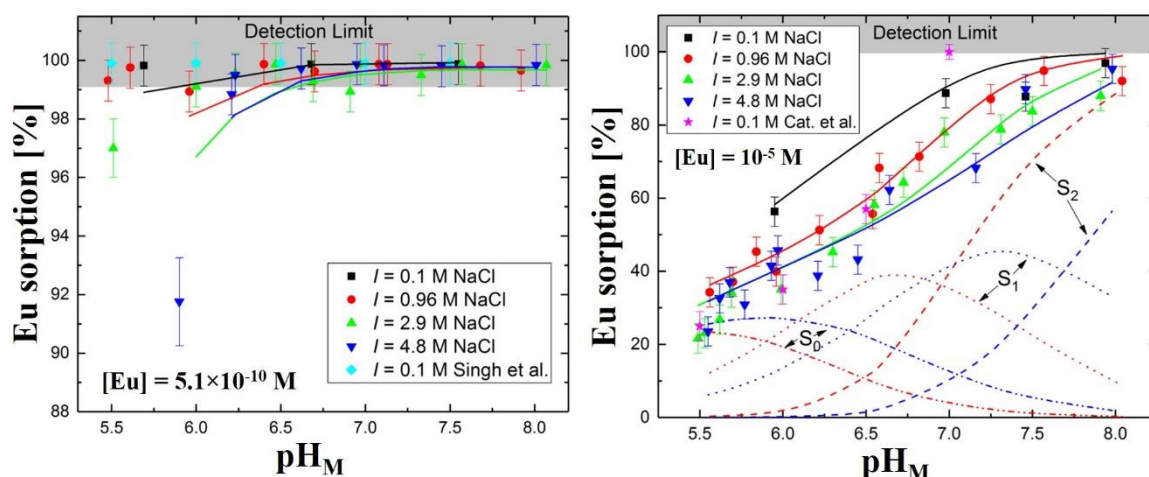 Detection Limit
100
98
96
94
92
90
88
Eu sorption [%]
I = 0.1 M NaCl
I = 0.96 M NaCl
I = 2.9 M NaCl
I = 4.8 M NaCl
I = 0.1 M Singh et al.
[Eu] = 5.1×10⁻¹⁰ M
5.5 6.0 6.5 7.0 7.5 8.0
pH_M
Detection Limit
I = 0.1 M NaCl
I = 0.96 M NaCl
I = 2.9 M NaCl
I = 4.8 M NaCl
I = 0.1 M Cat. et al.
[Eu] = 10⁻⁵ M
100
80
60
40
20
0
Eu sorption [%]
S₂
S₁
S₀
5.5 6.0 6.5 7.0 7.5 8.0
pH_M